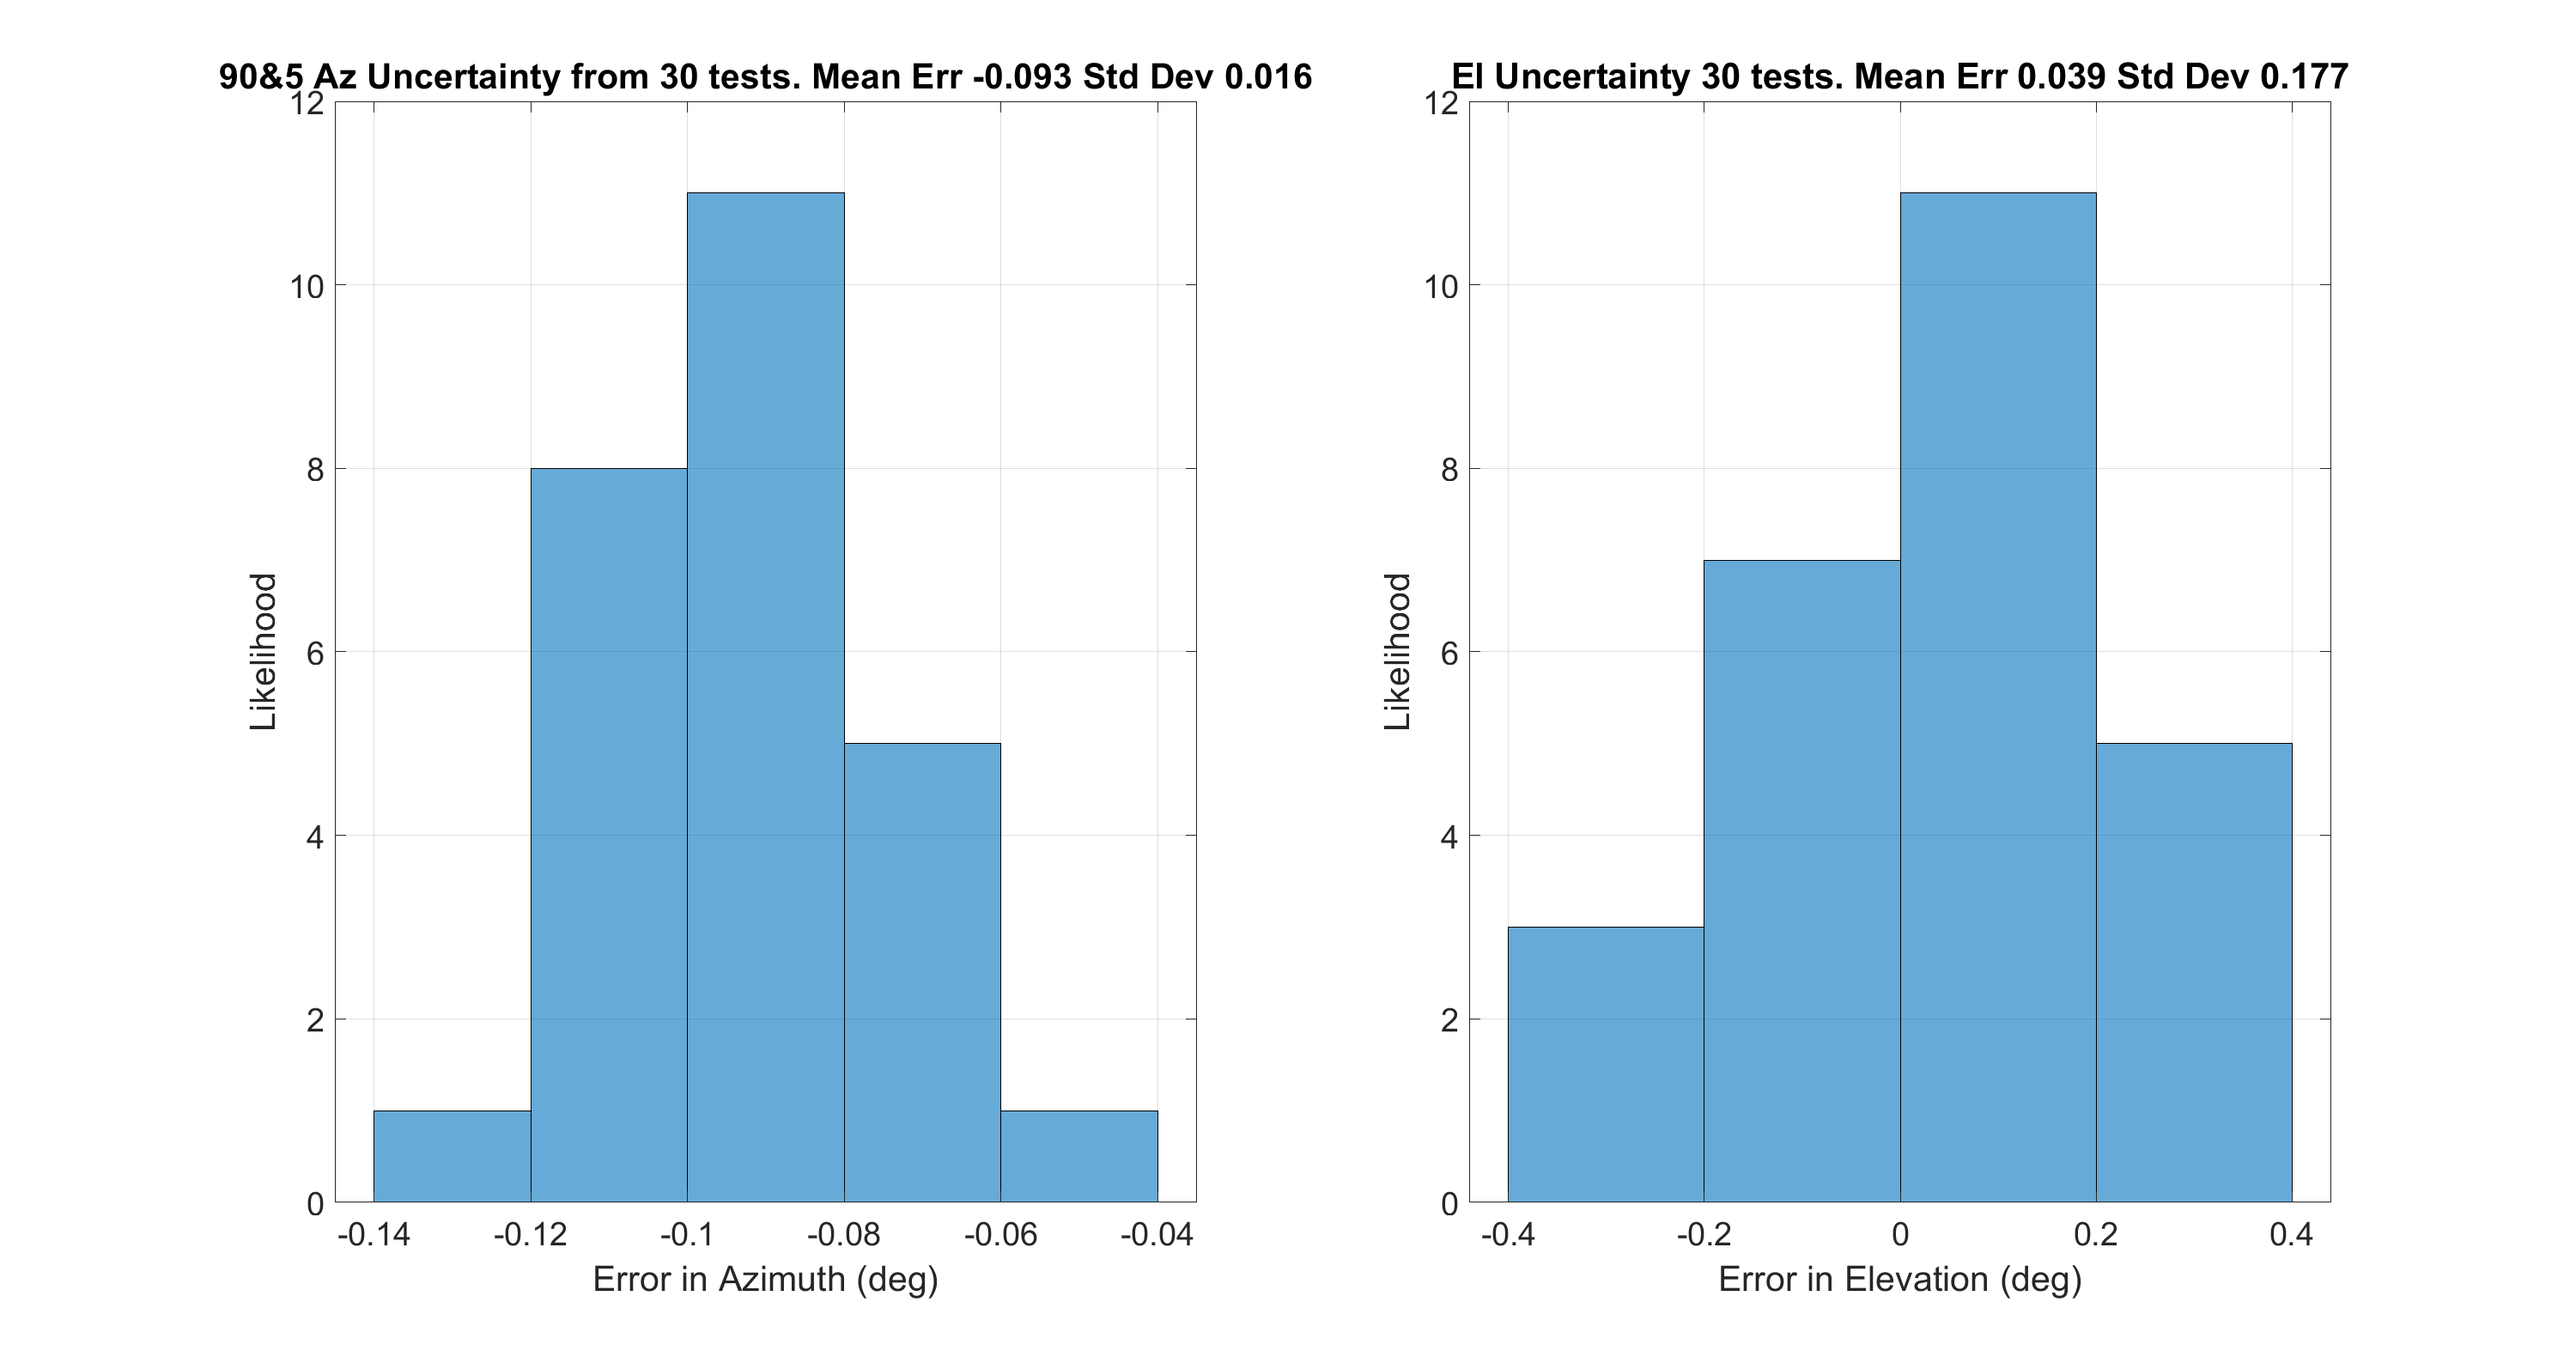 90&5 Az Uncertainty from 30 tests. Mean Err -0.093 Std Dev 0.016
12
10
8
6
4
2
0
Likelihood
-0.14 -0.12 -0.1 -0.08 -0.06 -0.04
Error in Azimuth (deg)
El Uncertainty 30 tests. Mean Err 0.039 Std Dev 0.177
12
10
8
6
4
2
0
Likelihood
-0.4 -0.2 0 0.2 0.4
Error in Elevation (deg)